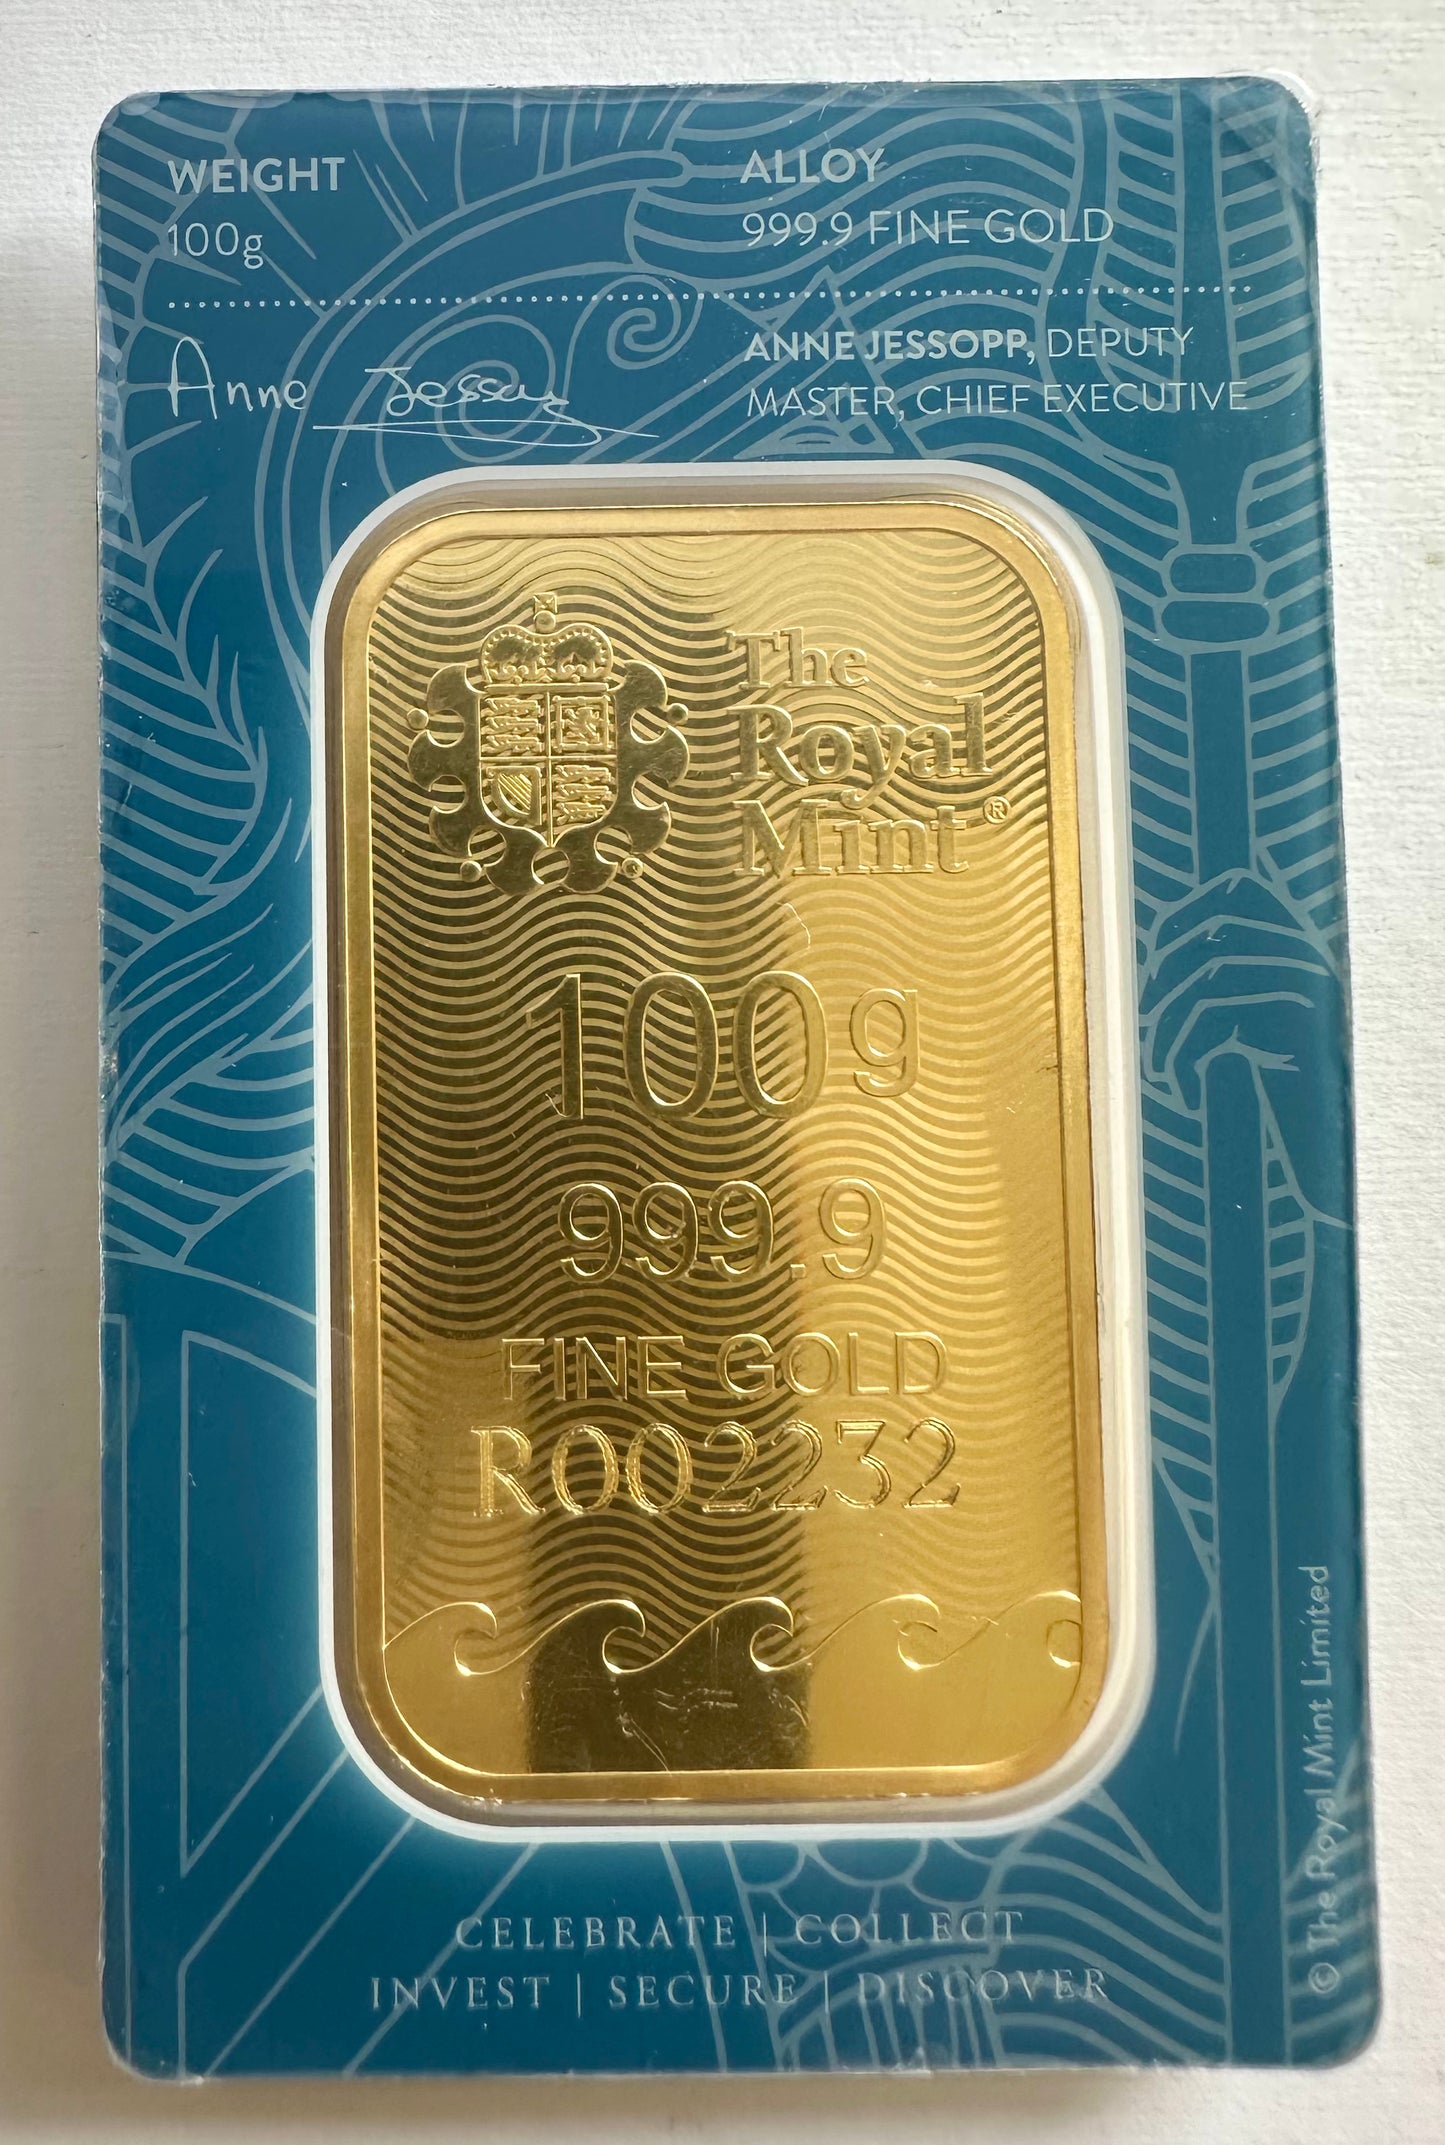 WEIGHT
100g
ALLOY
999.9 FINE GOLD
Anne Jessopp
ANNE JESSOPP, DEPUTY
MASTER, CHIEF EXECUTIVE
The
Royal
Mint®
100g
999.9
FINE GOLD
R002232
CELEBRATE | COLLECT
INVEST | SECURE | DISCOVER
© The Royal Mint Limited